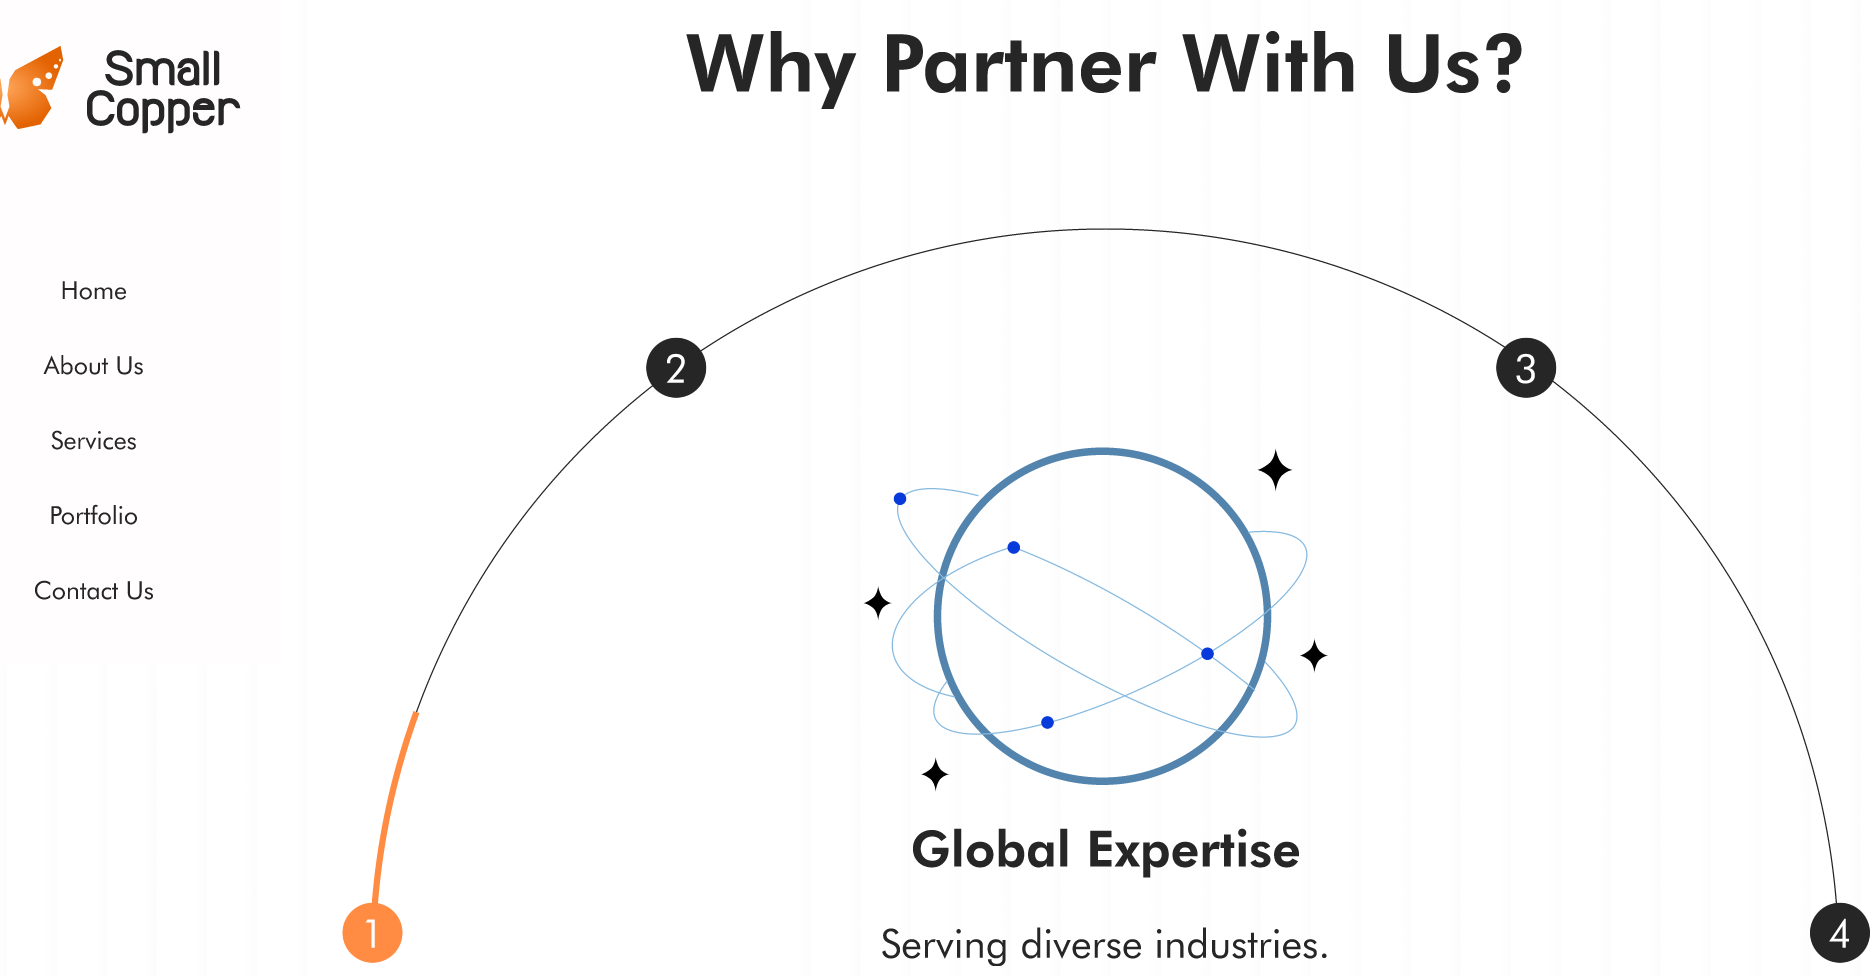 Small
Copper
Home
About Us
Services
Portfolio
Contact Us
Why Partner With Us?
2
3
Global Expertise
1
4
Serving diverse industries.